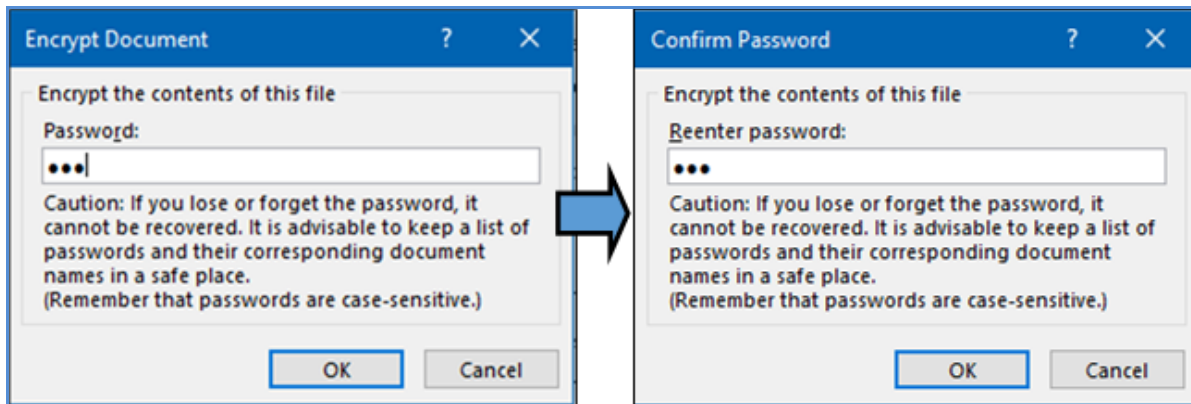 Encrypt Document ? ×
Encrypt the contents of this file
Password:
•••
Caution: If you lose or forget the password, it
cannot be recovered. It is advisable to keep a list of
passwords and their corresponding document
names in a safe place.
(Remember that passwords are case-sensitive.)
OK Cancel
Confirm Password ? ×
Encrypt the contents of this file
Reenter password:
•••
Caution: If you lose or forget the password, it
cannot be recovered. It is advisable to keep a list of
passwords and their corresponding document
names in a safe place.
(Remember that passwords are case-sensitive.)
OK Cancel